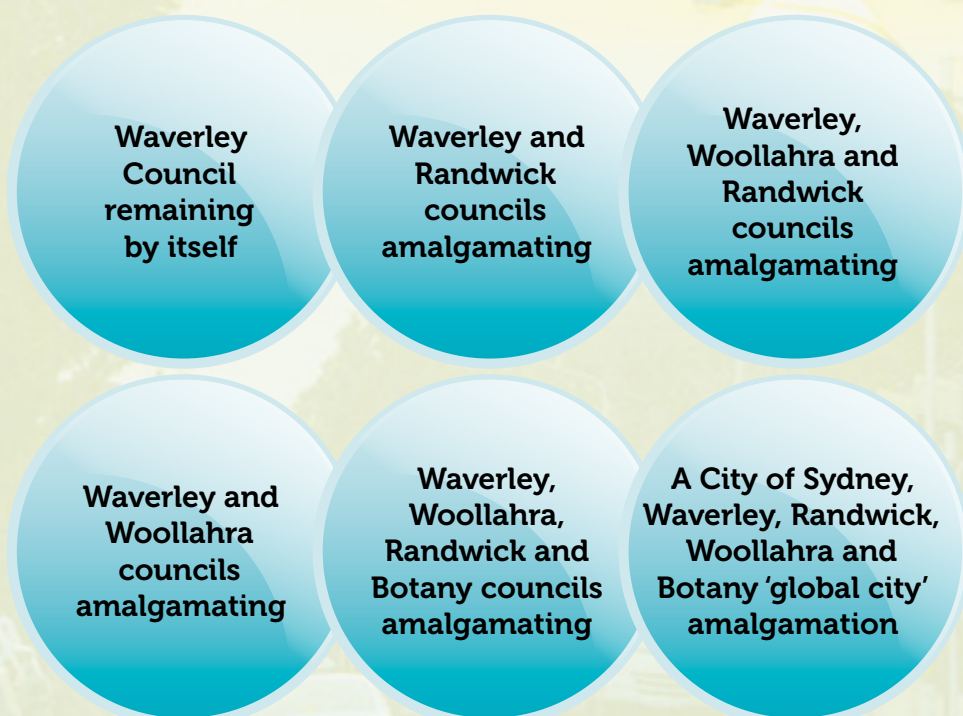 Waverley
Council
remaining
by itself
Waverley and
Randwick
councils
amalgamating
Waverley,
Woollahra and
Randwick
councils
amalgamating
Waverley and
Woollahra
councils
amalgamating
Waverley,
Woollahra,
Randwick and
Botany councils
amalgamating
A City of Sydney,
Waverley, Randwick,
Woollahra and
Botany ‘global city’
amalgamation